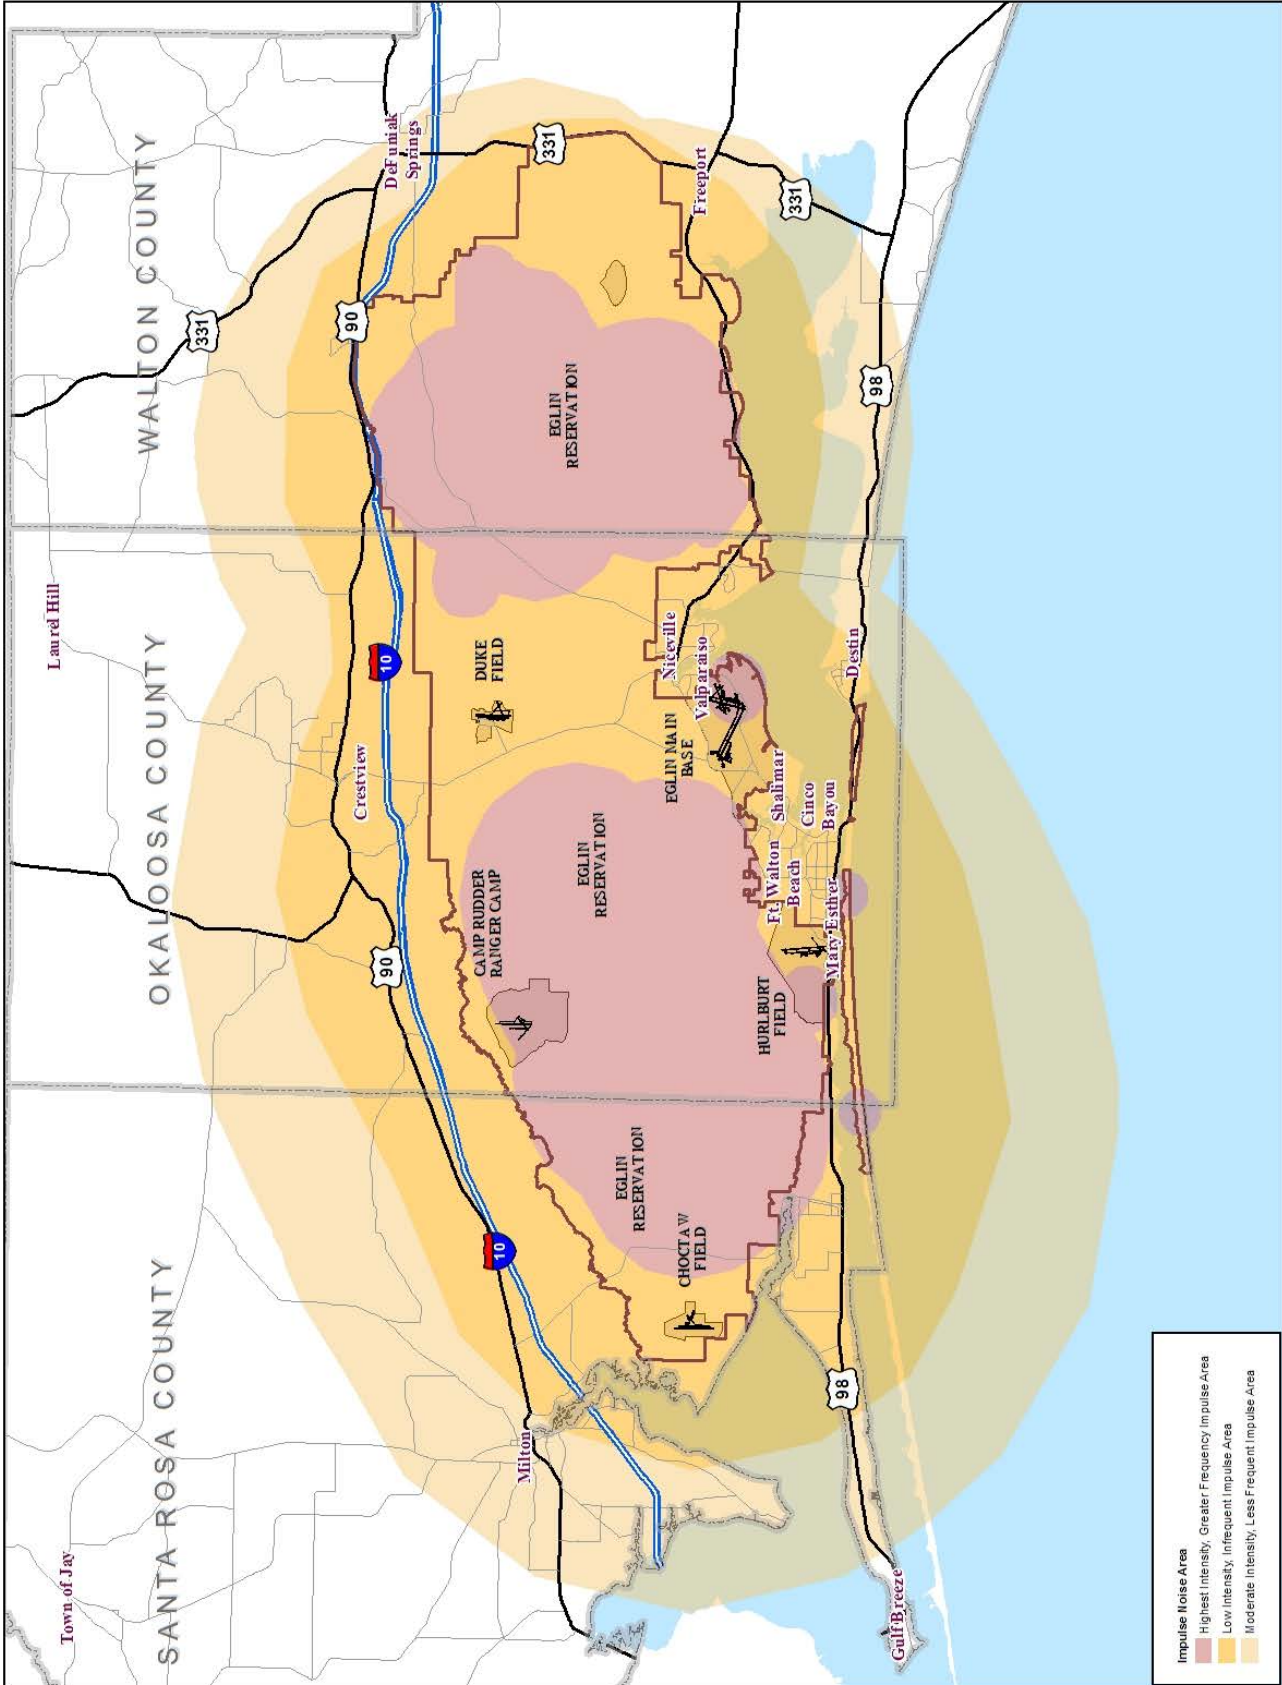 Town of Jay
Laurel Hill
SANTA ROSA COUNTY
OKALOOSA COUNTY
WALTON COUNTY
331
90
Crestview
10
90
DeFuniak
Springs
CAMP RUDDER
RANGER CAMP
DUKE
FIELD
10
Milton
331
EGLIN
RESERVATION
EGLIN
RESERVATION
EGLIN
RESERVATION
Niceville
EGLIN MAIN
BASE
CHOCTAW
FIELD
Valparaiso
Freeport
HURLBURT
FIELD
Shalimar
Ft. Walton
Beach
331
Cinco
Bayou
Mary Esther
98
Destin
98
Gulf Breeze
Impulse Noise Area
Highest Intensity, Greater Frequency Impulse Area
Low Intensity, Infrequent Impulse Area
Moderate Intensity, Less Frequent Impulse Area